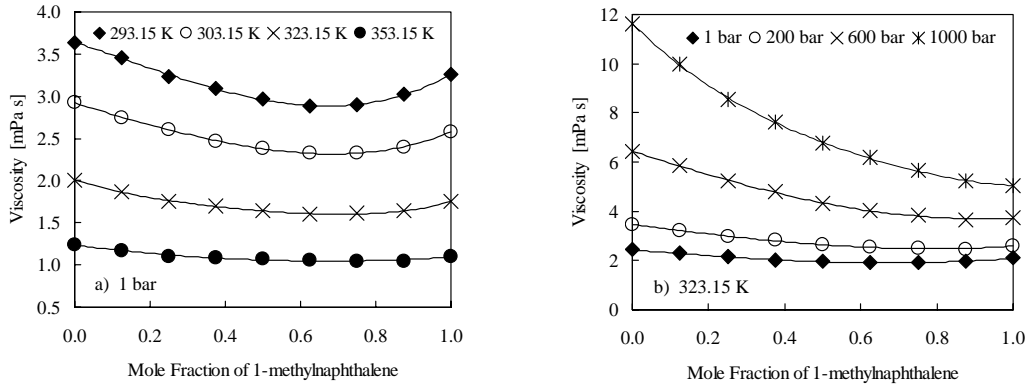 4.0
3.5
3.0
2.5
2.0
1.5
1.0
0.5
Viscosity [mPa s]
293.15 K 303.15 K 323.15 K 353.15 K
a) 1 bar
0.0 0.2 0.4 0.6 0.8 1.0
Mole Fraction of 1-methylnaphthalene
12
10
8
6
4
2
0
Viscosity [mPa s]
1 bar 200 bar 600 bar 1000 bar
b) 323.15 K
0.0 0.2 0.4 0.6 0.8 1.0
Mole Fraction of 1-methylnaphthalene